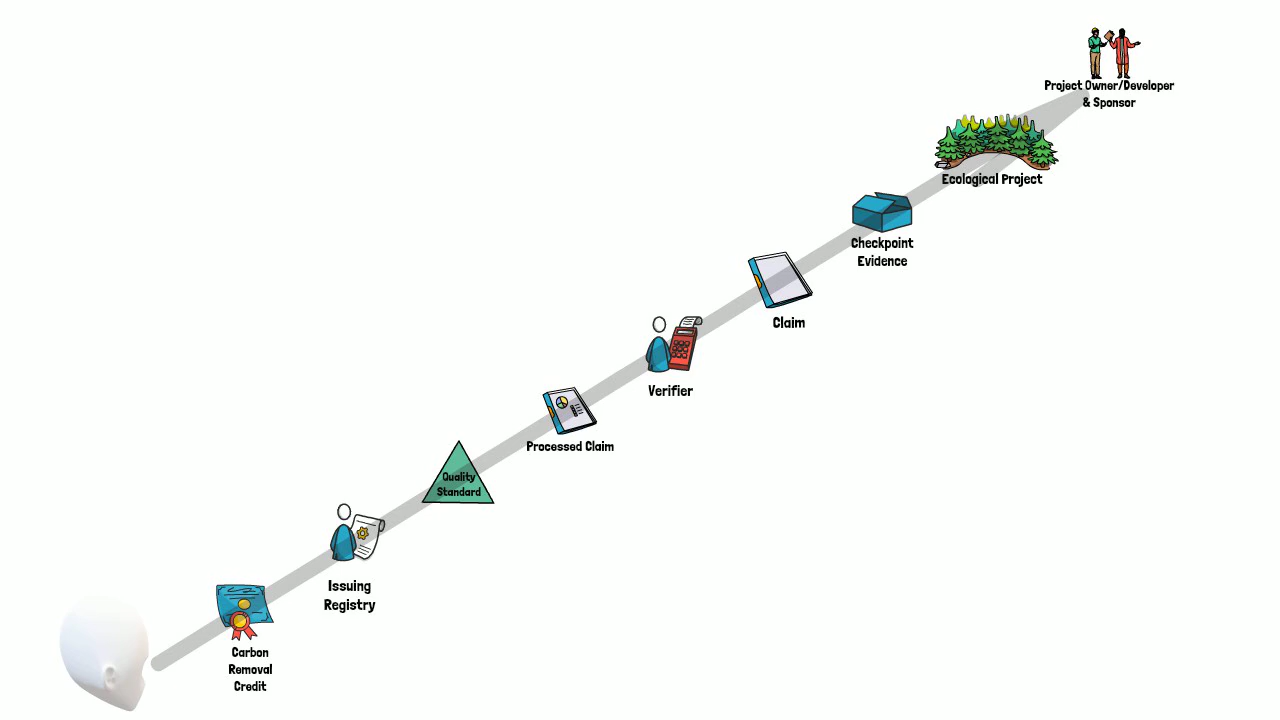 Project Owner/Developer
& Sponsor
Ecological Project
Checkpoint
Evidence
Claim
Verifier
Processed Claim
Quality
Standard
Issuing
Registry
Carbon
Removal
Credit